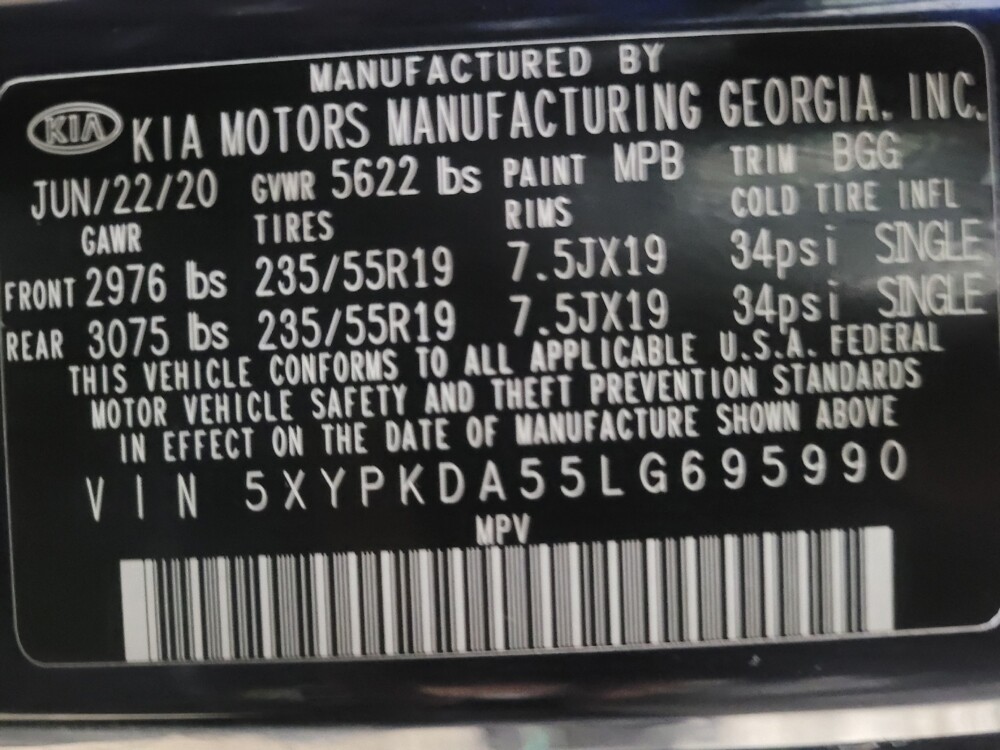 MANUFACTURED BY
KIA KIA MOTORS MANUFACTURING GEORGIA. INC.
JUN/22/20 GVWR 5622 lbs PAINT MPB TRIM BGG
GAWR TIRES RIMS COLD TIRE INFL
FRONT 2976 lbs 235/55R19 7.5JX19 34psi SINGLE
REAR 3075 lbs 235/55R19 7.5JX19 34psi SINGLE
THIS VEHICLE CONFORMS TO ALL APPLICABLE U.S.A. FEDERAL
MOTOR VEHICLE SAFETY AND THEFT PREVENTION STANDARDS
IN EFFECT ON THE DATE OF MANUFACTURE SHOWN ABOVE
VIN 5XYPKDA55LG695990
MPV